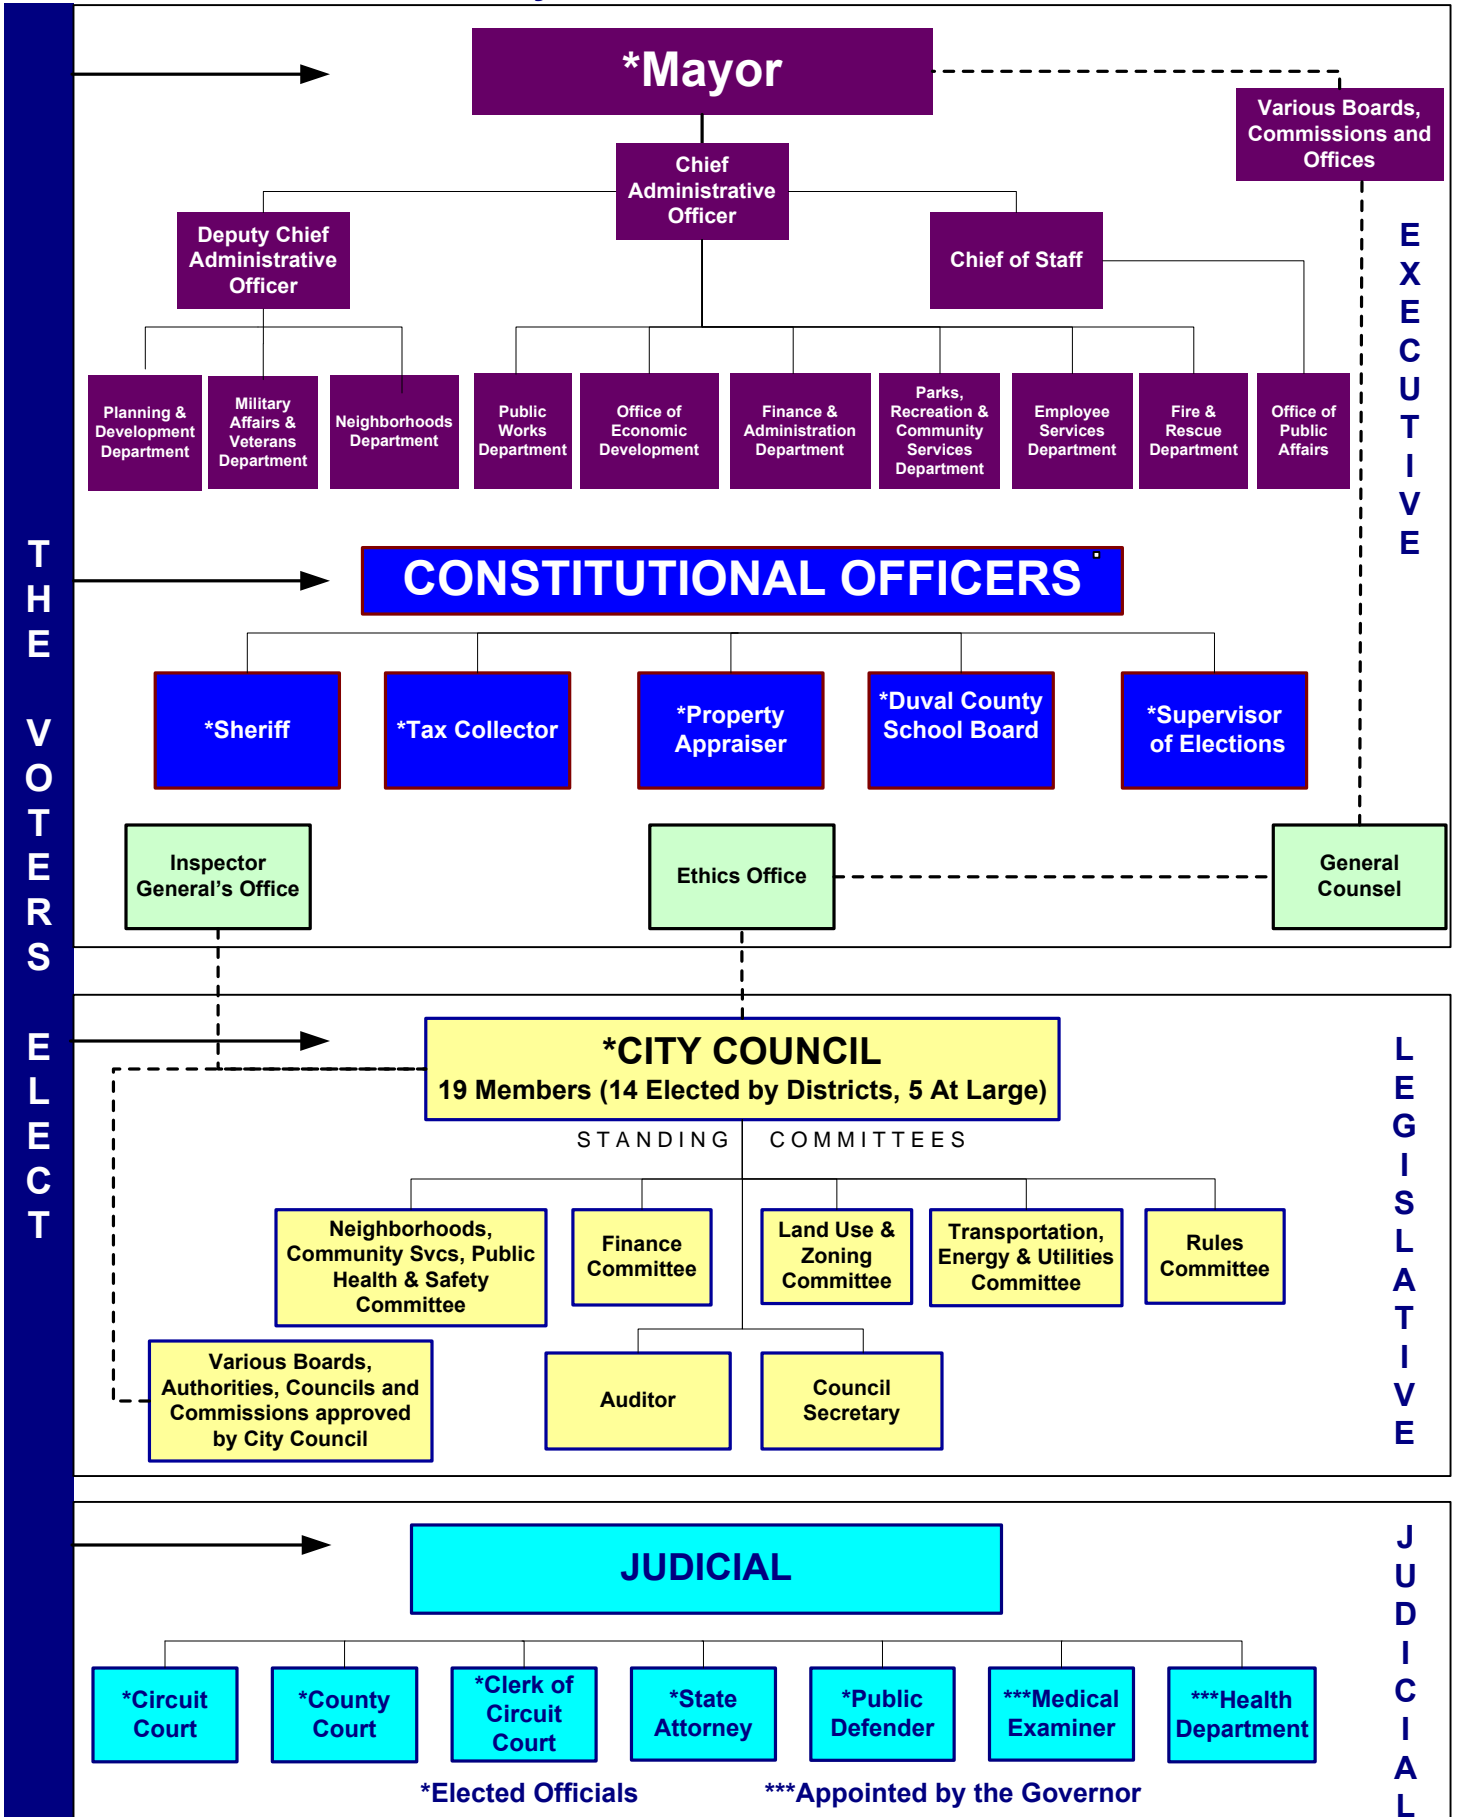 *Mayor
Various Boards,
Commissions and
Offices
Chief
Administrative
Officer
Deputy Chief
Administrative
Officer
Chief of Staff
Planning &
Development
Department
Military
Affairs &
Veterans
Department
Neighborhoods
Department
Public
Works
Department
Office of
Economic
Development
Finance &
Administration
Department
Parks,
Recreation &
Community
Services
Department
Employee
Services
Department
Fire &
Rescue
Department
Office of
Public
Affairs
EXECUTIVE
THE VOTERS ELECT
CONSTITUTIONAL OFFICERS
*Sheriff
*Tax Collector
*Property
Appraiser
*Duval County
School Board
*Supervisor
of Elections
Inspector
General's Office
Ethics Office
General
Counsel
*CITY COUNCIL
19 Members (14 Elected by Districts, 5 At Large)
STANDING COMMITTEES
Neighborhoods,
Community Svcs, Public
Health & Safety
Committee
Finance
Committee
Land Use &
Zoning
Committee
Transportation,
Energy & Utilities
Committee
Rules
Committee
Various Boards,
Authorities, Councils and
Commissions approved
by City Council
Auditor
Council
Secretary
LEGISLATIVE
JUDICIAL
*Circuit
Court
*County
Court
*Clerk of
Circuit
Court
*State
Attorney
*Public
Defender
***Medical
Examiner
***Health
Department
JUDICIAL
*Elected Officials
***Appointed by the Governor